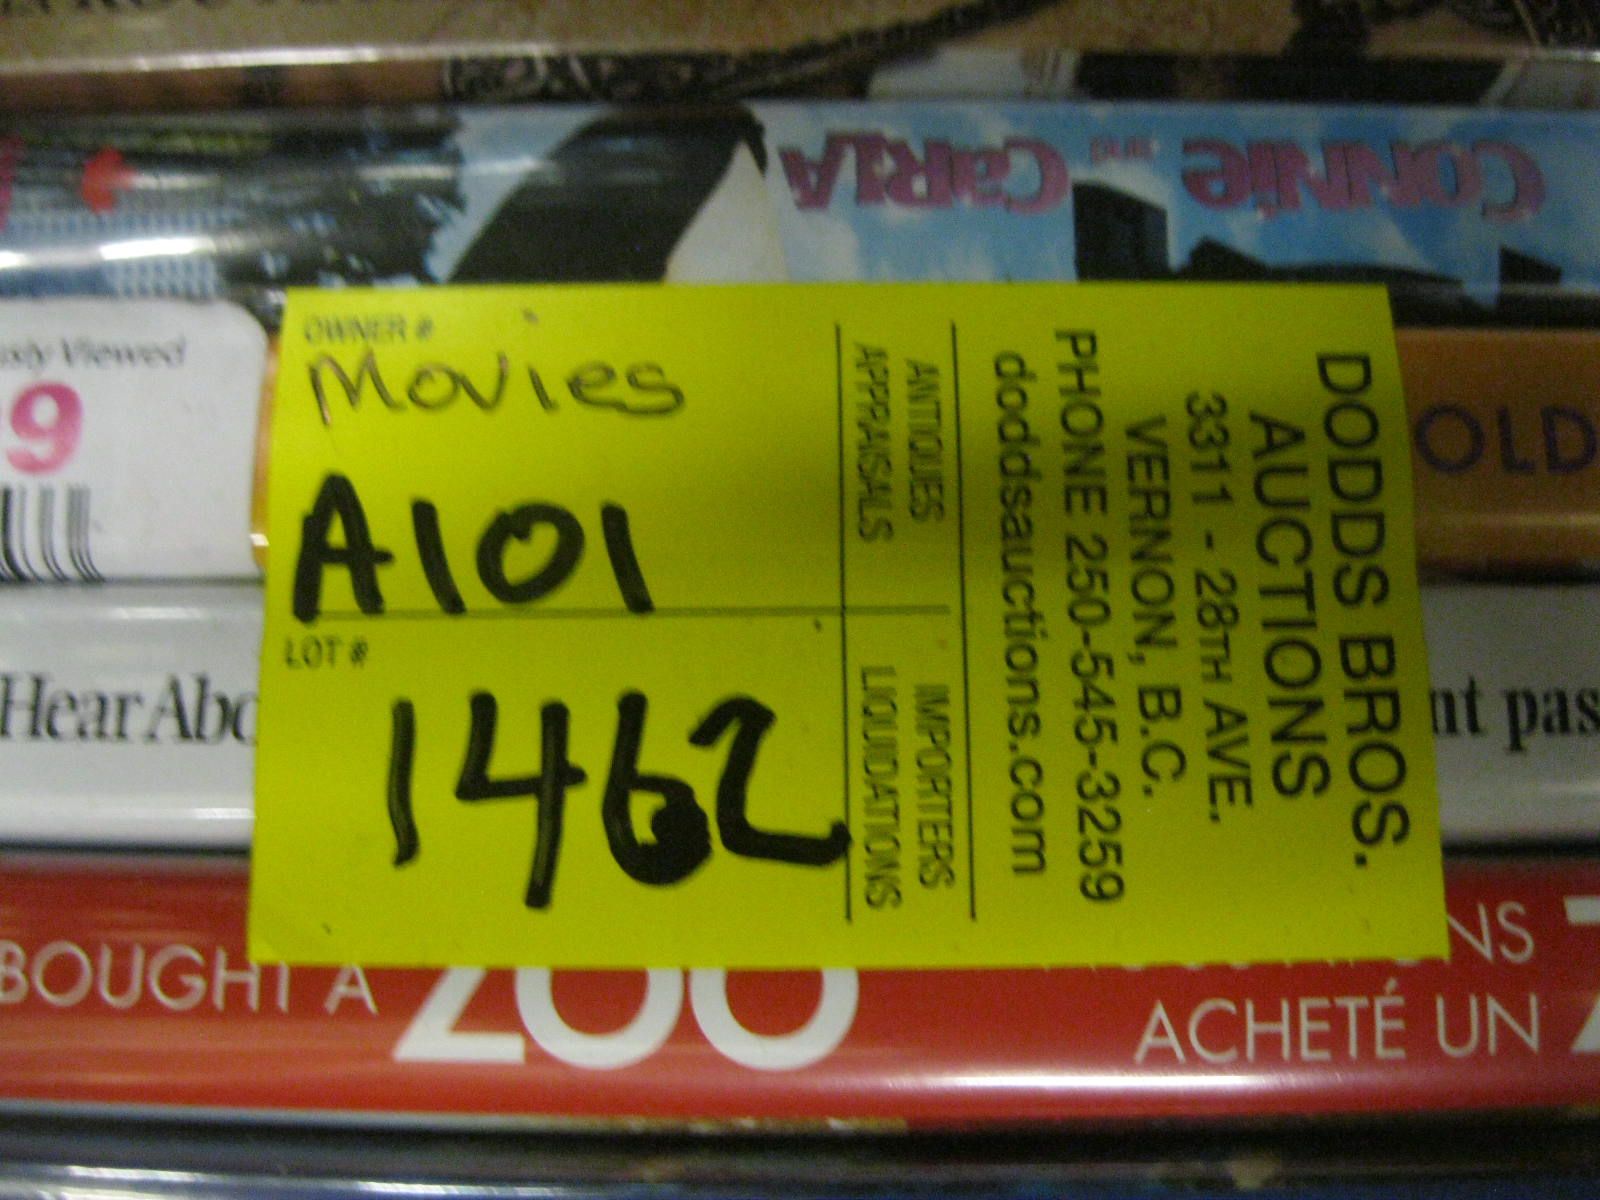 CONNie and CaRLA
OWNER #
Movies
A101
LOT #
1462
ANTIQUES
APPRAISALS
IMPORTERS
LIQUIDATIONS
DODDS BROS.
AUCTIONS
3311 - 28TH AVE.
VERNON, B.C.
PHONE 250-545-3259
doddsauctions.com
Viewed
9
OLD
Hear Abo
nt pas
BOUGHT A ZOO
NS
ACHETÉ UN Z